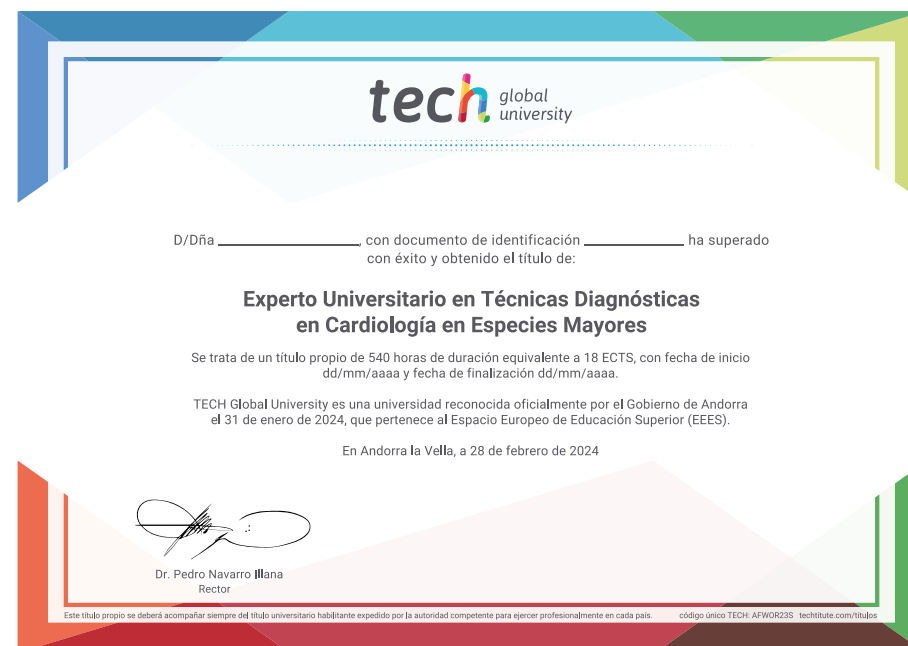 tech global university
D/Dña ________________, con documento de identificación ____________ ha superado
con éxito y obtenido el título de:
Experto Universitario en Técnicas Diagnósticas
en Cardiología en Especies Mayores
Se trata de un título propio de 540 horas de duración equivalente a 18 ECTS, con fecha de inicio
dd/mm/aaaa y fecha de finalización dd/mm/aaaa.
TECH Global University es una universidad reconocida oficialmente por el Gobierno de Andorra
el 31 de enero de 2024, que pertenece al Espacio Europeo de Educación Superior (EEES).
En Andorra la Vella, a 28 de febrero de 2024
Dr. Pedro Navarro Illana
Rector
Este título propio se deberá acompañar siempre del título universitario habilitante expedido por la autoridad competente para ejercer profesionalmente en cada país. código único TECH: AFWOR23S techtitute.com/titulos